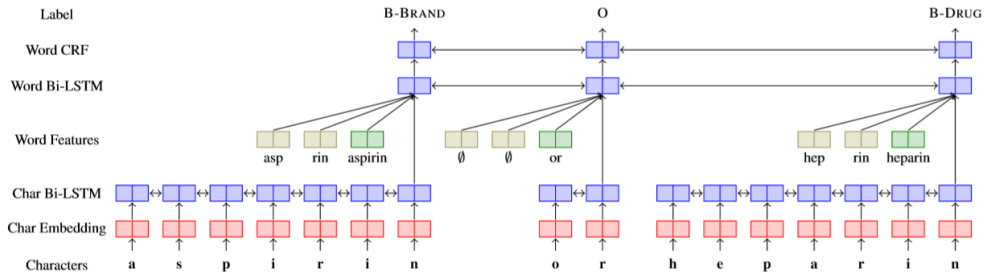 Label B-BRAND O B-DRUG
Word CRF
Word Bi-LSTM
Word Features
asp rin aspirin ∅ ∅ or hep rin heparin
Char Bi-LSTM
Char Embedding
Characters a s p i r i n o r h e p a r i n